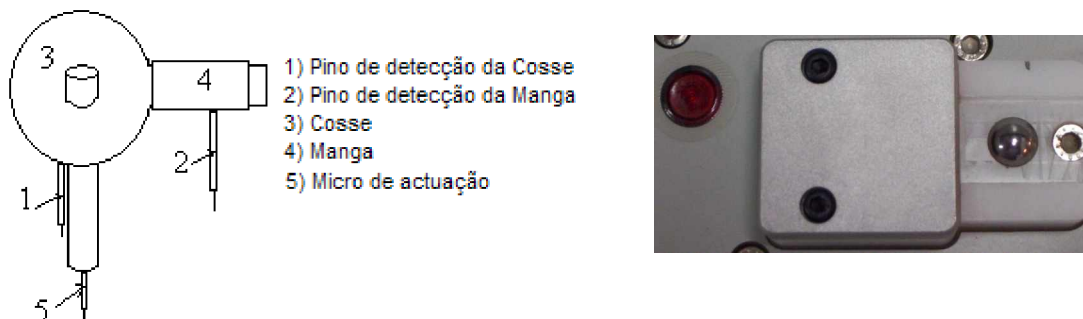 3
4
2
1
5
1) Pino de detecção da Cosse
2) Pino de detecção da Manga
3) Cosse
4) Manga
5) Micro de actuação